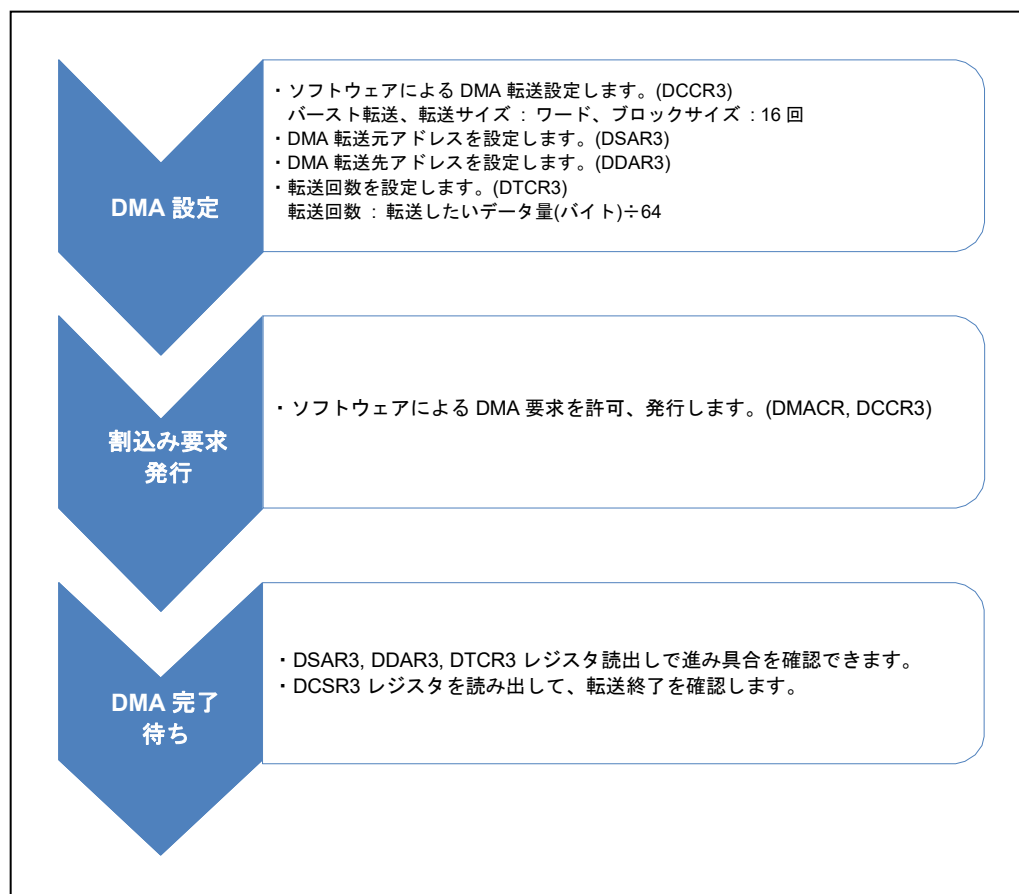 DMA 設定
・ソフトウェアによる DMA 転送設定します。(DCCR3)
バースト転送、転送サイズ : ワード、ブロックサイズ : 16 回
・DMA 転送元アドレスを設定します。(DSAR3)
・DMA 転送先アドレスを設定します。(DDAR3)
・転送回数を設定します。(DTCR3)
転送回数 : 転送したいデータ量(バイト)÷64
割込み要求
発行
・ソフトウェアによる DMA 要求を許可、発行します。(DMACR, DCCR3)
DMA 完了
待ち
・DSAR3, DDAR3, DTCR3 レジスタ読出しで進み具合を確認できます。
・DCSR3 レジスタを読み出して、転送終了を確認します。